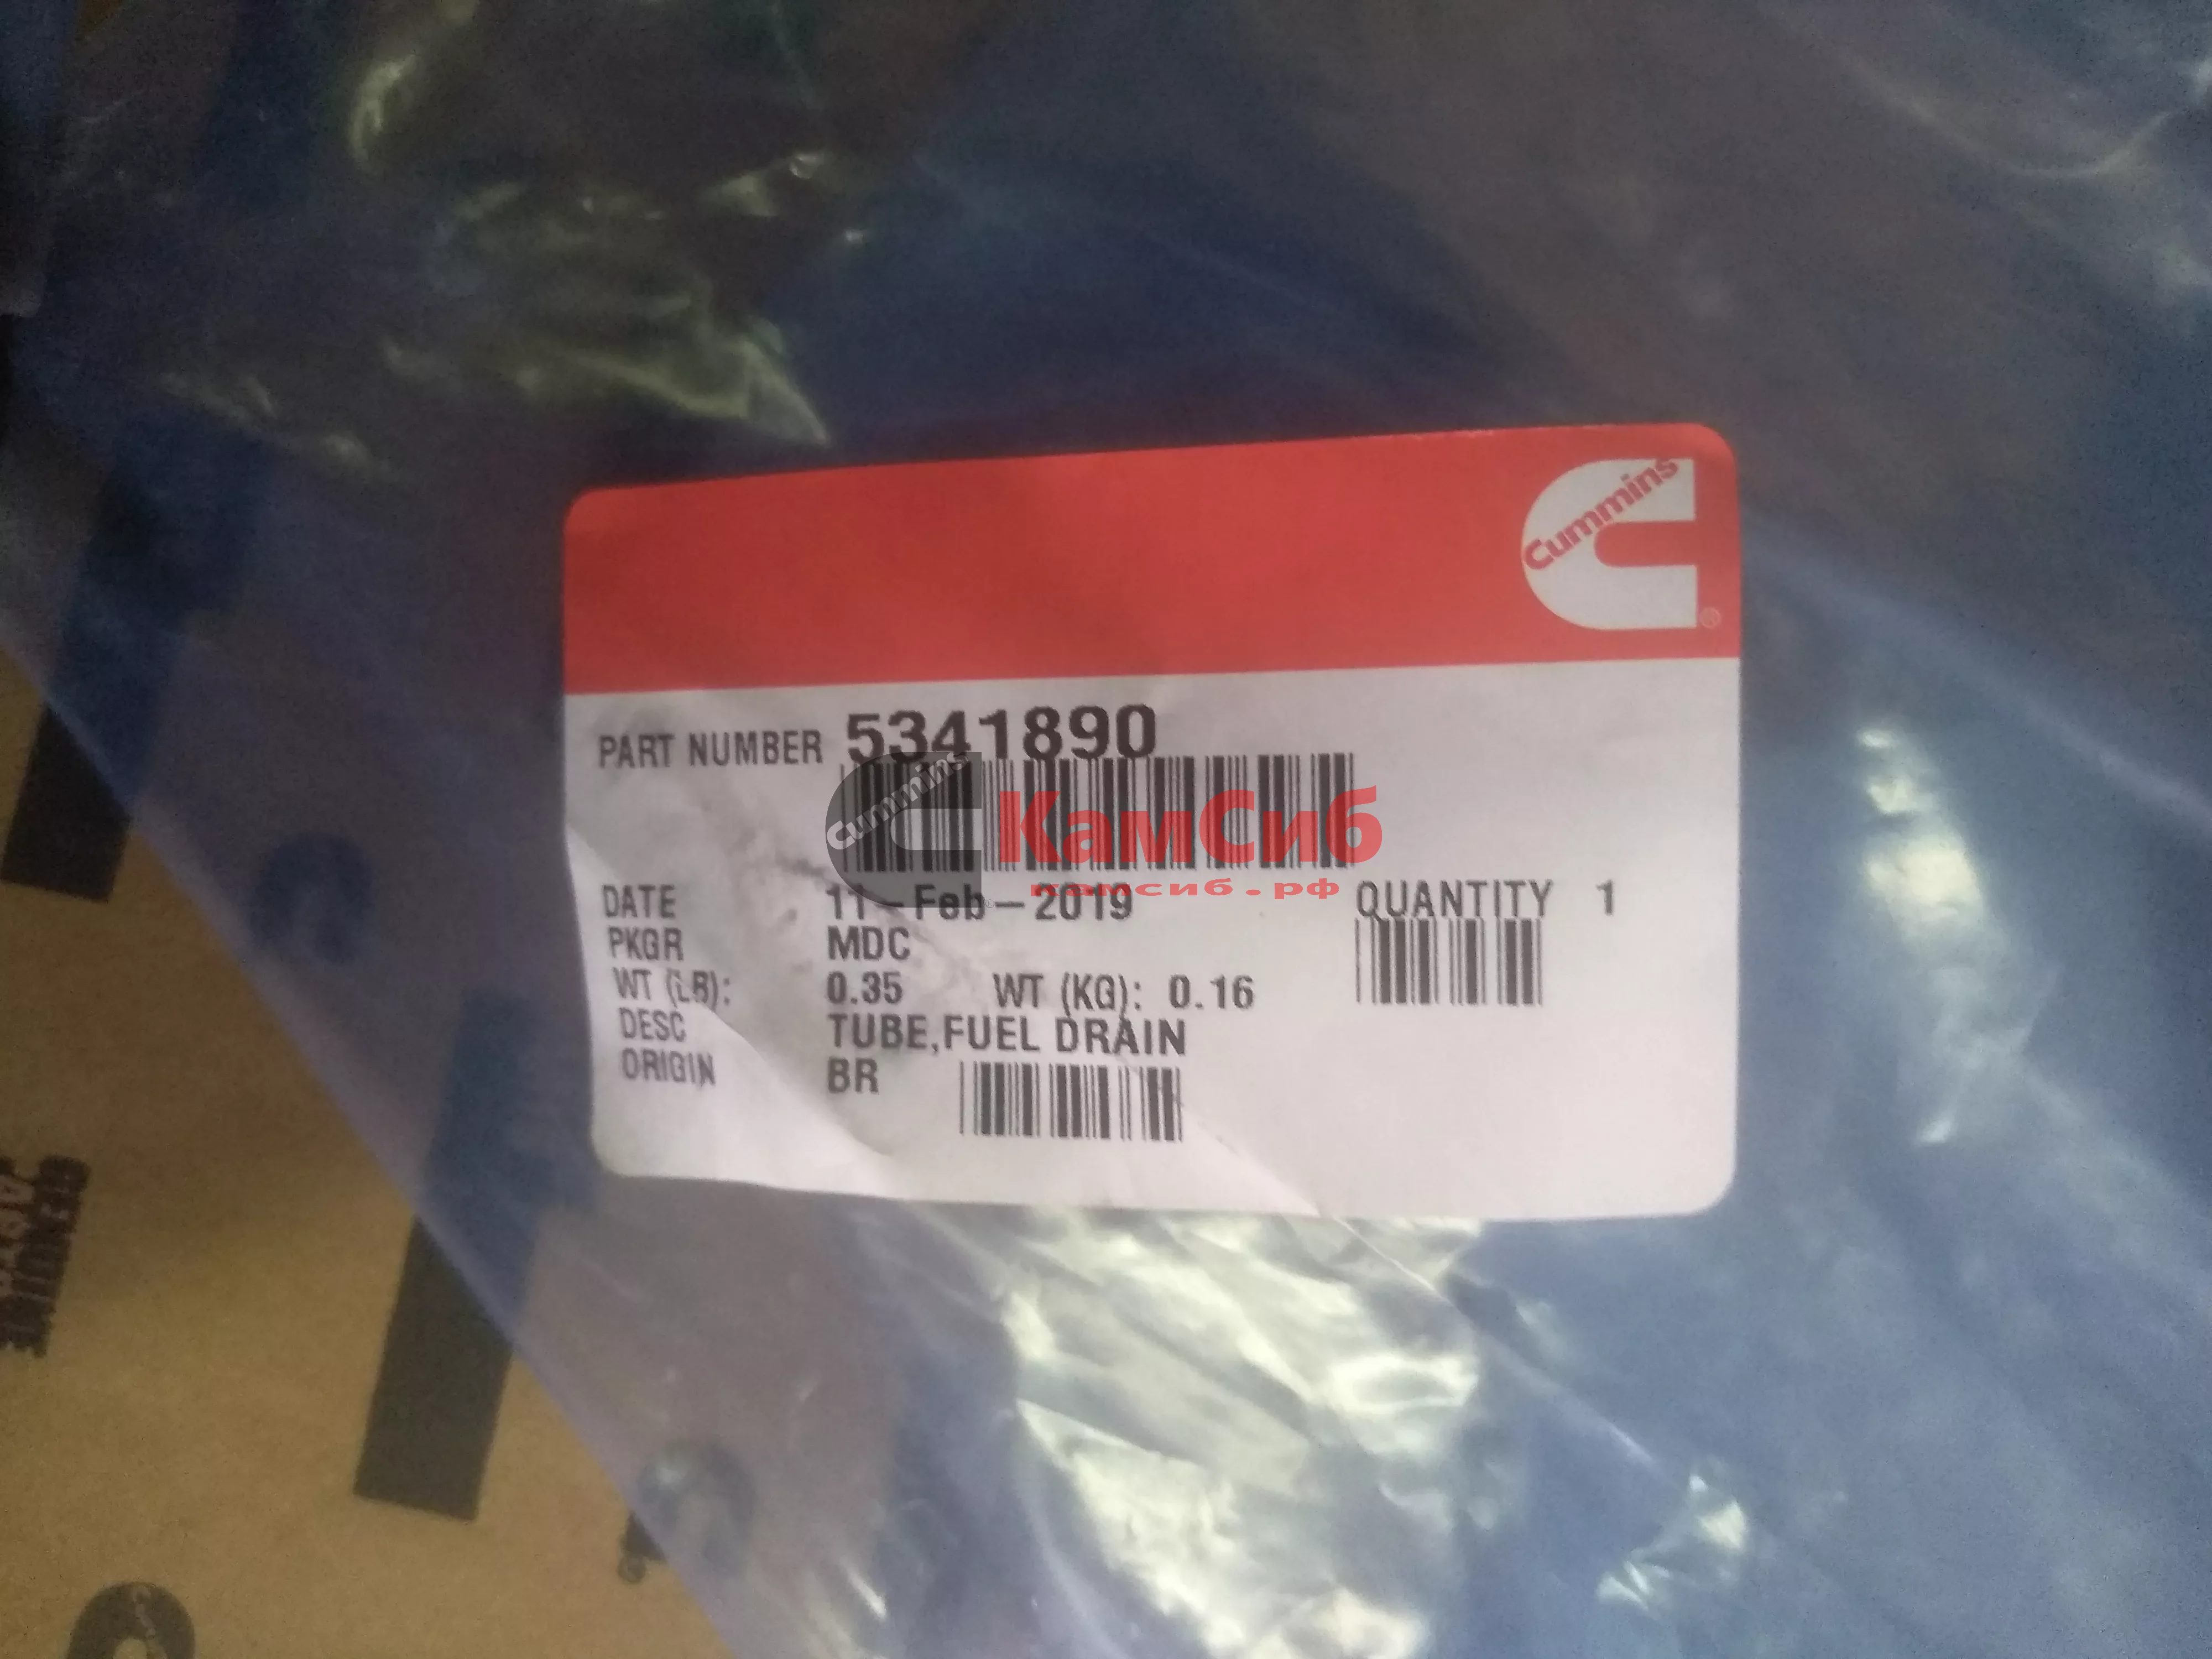 Cummins
PART NUMBER 5341890
Cummins
КамСиб
камсиб.рф
DATE 11-Feb-2019 QUANTITY 1
PKGR MDC
WT (LB): 0.35 WT (KG): 0.16
DESC TUBE,FUEL DRAIN
ORIGIN BR
GENUINE